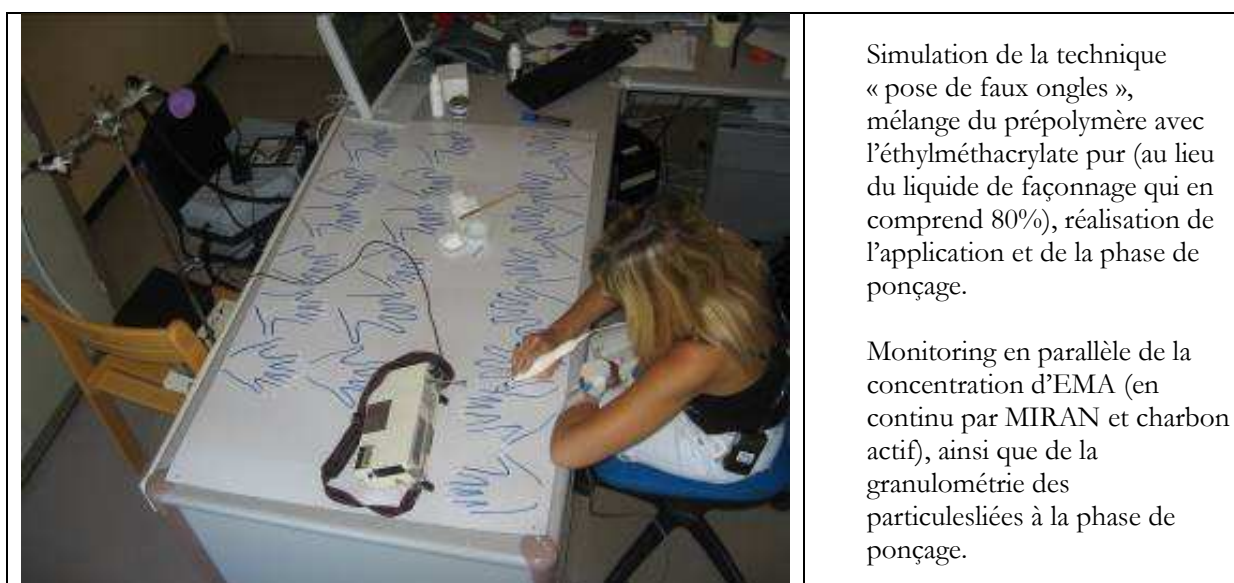 Simulation de la technique
« pose de faux ongles »,
mélange du prépolymère avec
l’éthylméthacrylate pur (au lieu
du liquide de façonnage qui en
comprend 80%), réalisation de
l’application et de la phase de
ponçage.
Monitoring en parallèle de la
concentration d’EMA (en
continu par MIRAN et charbon
actif), ainsi que de la
granulométrie des
particulesliées à la phase de
ponçage.